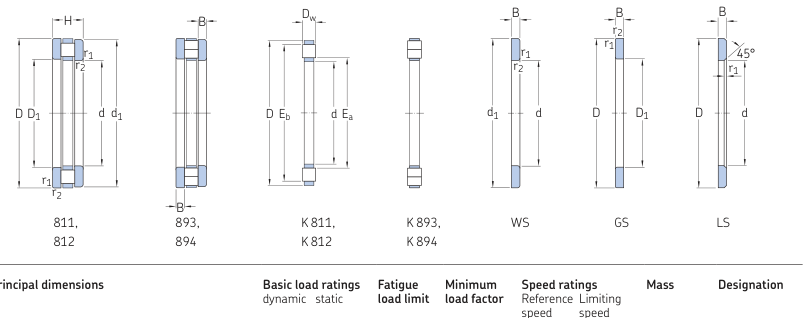 H
B
Dw
B
B
B
r2
r1
r2
r1
r2
r1
45°
r1
D
D1
d
d1
D
Eb
d
Ea
d1
d
D
D1
D
d
r1
r2
B
811,
812
893,
894
K 811,
K 812
K 893,
K 894
WS
GS
LS
rincipal dimensions
Basic load ratings
dynamic static
Fatigue
load limit
Minimum
load factor
Speed ratings
Reference Limiting
speed speed
Mass
Designation